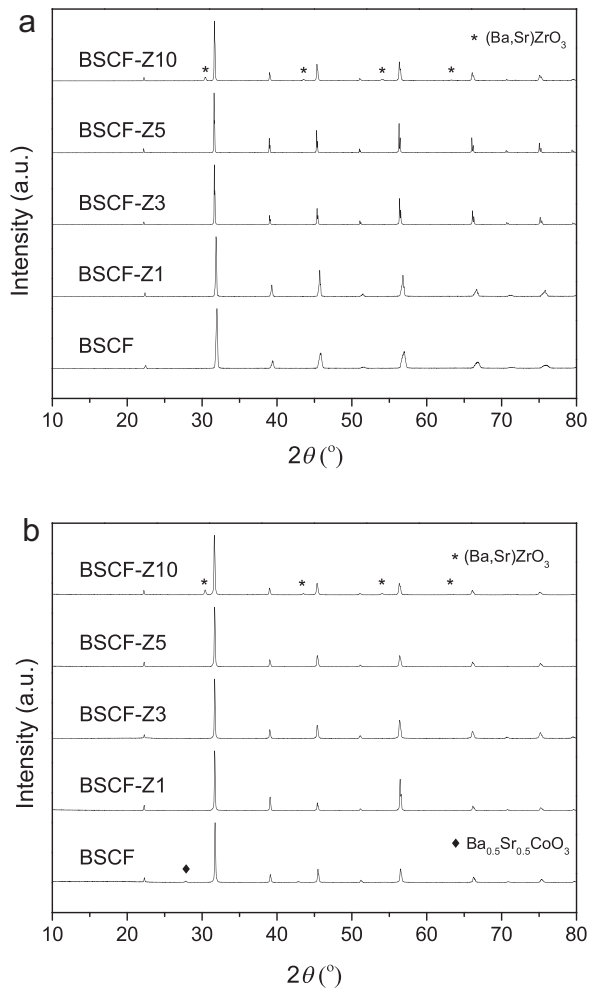 a
* (Ba,Sr)ZrO3
BSCF-Z10
* * * *
BSCF-Z5
BSCF-Z3
BSCF-Z1
BSCF
Intensity (a.u.)
10 20 30 40 50 60 70 80
2θ (°)
b
* (Ba,Sr)ZrO3
BSCF-Z10
* * * *
BSCF-Z5
BSCF-Z3
BSCF-Z1
♦ Ba0.5Sr0.5CoO3
BSCF
♦
Intensity (a.u.)
10 20 30 40 50 60 70 80
2θ (°)